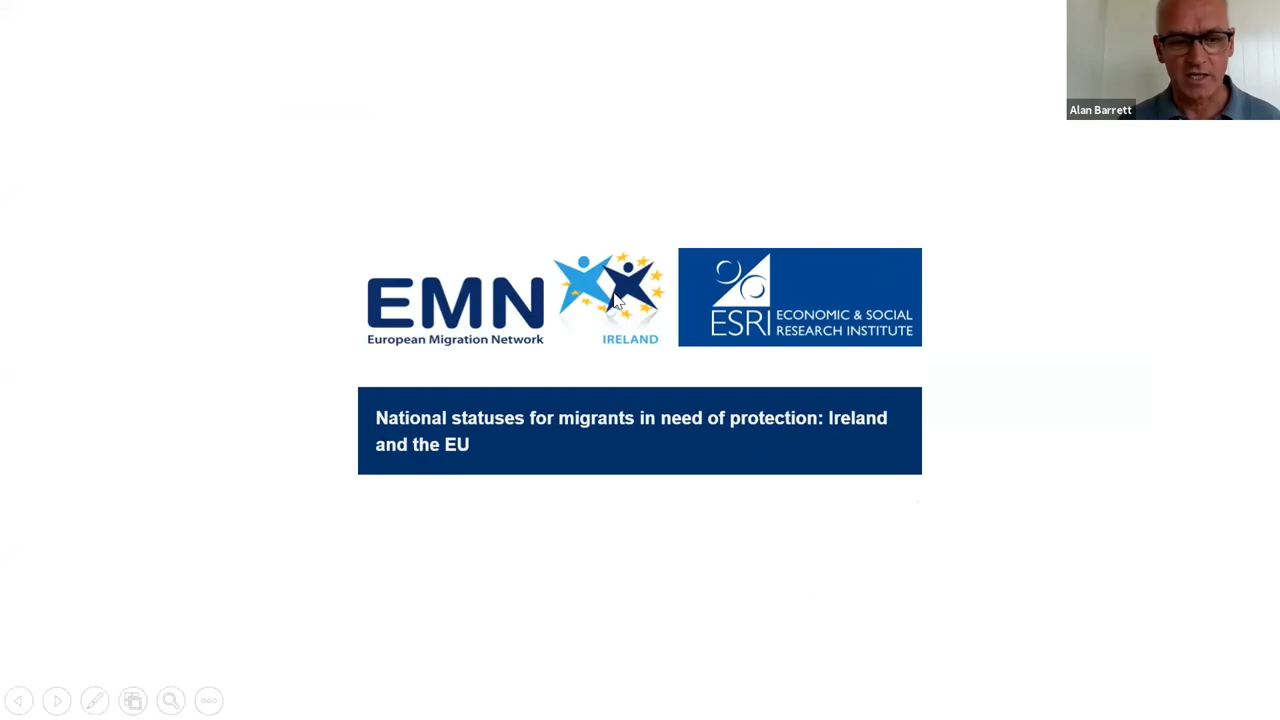 Alan Barrett
EMN
European Migration Network
IRELAND
ESRI
ECONOMIC & SOCIAL
RESEARCH INSTITUTE
National statuses for migrants in need of protection: Ireland
and the EU